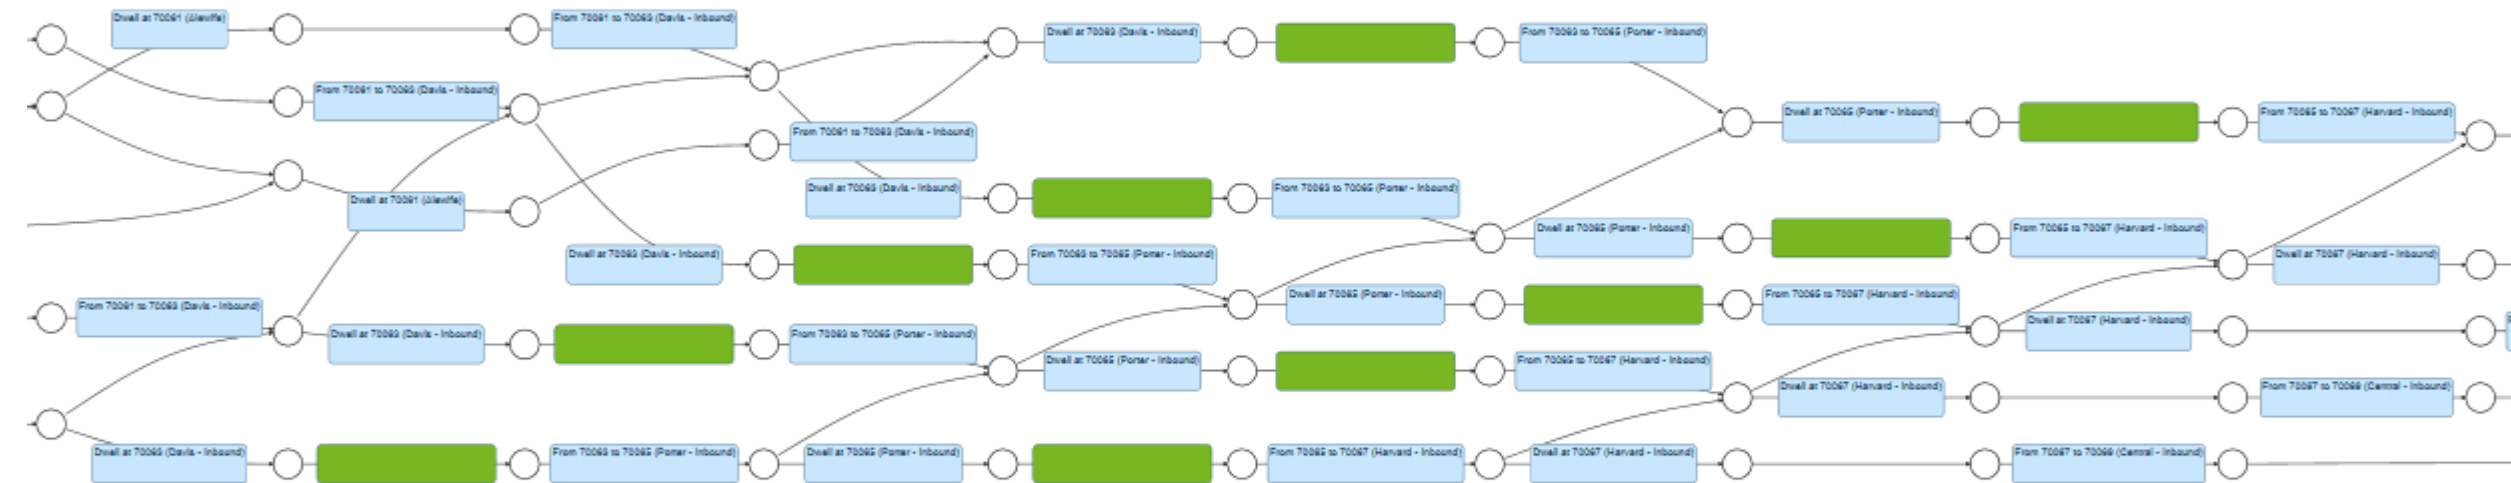 Dwell at 70061 (Alewife)
From 70061 to 70063 (Davis - Inbound)
Dwell at 70063 (Davis - Inbound)
From 70063 to 70065 (Porter - Inbound)
From 70061 to 70063 (Davis - Inbound)
Dwell at 70065 (Porter - Inbound)
From 70065 to 70067 (Harvard - Inbound)
From 70061 to 70063 (Davis - Inbound)
Dwell at 70061 (Alewife)
Dwell at 70063 (Davis - Inbound)
From 70063 to 70065 (Porter - Inbound)
Dwell at 70065 (Porter - Inbound)
From 70065 to 70067 (Harvard - Inbound)
Dwell at 70063 (Davis - Inbound)
From 70063 to 70065 (Porter - Inbound)
Dwell at 70067 (Harvard - Inbound)
From 70061 to 70063 (Davis - Inbound)
Dwell at 70065 (Porter - Inbound)
From 70065 to 70067 (Harvard - Inbound)
Dwell at 70063 (Davis - Inbound)
From 70063 to 70065 (Porter - Inbound)
Dwell at 70067 (Harvard - Inbound)
Dwell at 70065 (Porter - Inbound)
From 70065 to 70067 (Harvard - Inbound)
Dwell at 70067 (Harvard - Inbound)
From 70067 to 70069 (Central - Inbound)
Dwell at 70063 (Davis - Inbound)
From 70063 to 70065 (Porter - Inbound)
Dwell at 70065 (Porter - Inbound)
From 70065 to 70067 (Harvard - Inbound)
Dwell at 70067 (Harvard - Inbound)
From 70067 to 70069 (Central - Inbound)